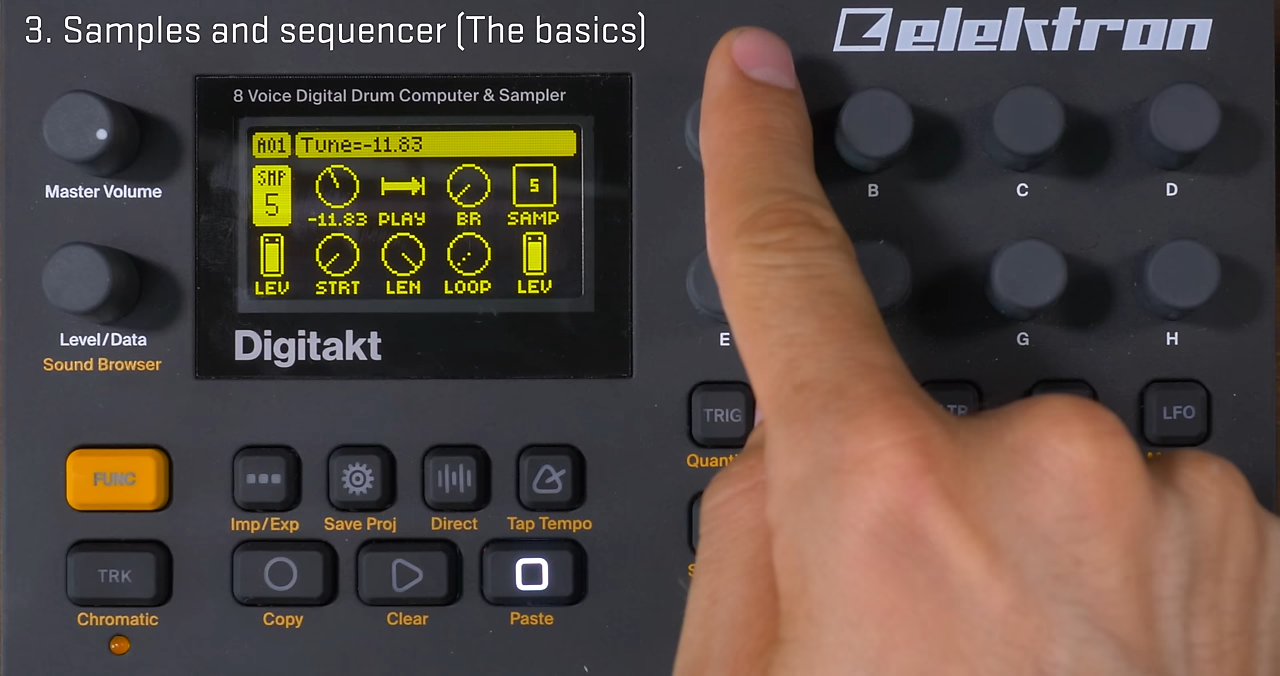 3. Samples and sequencer (The basics)
elektron
8 Voice Digital Drum Computer & Sampler
A01 Tune=-11.83
SMP
5
5
-11.83 PLAY BR SAMP
LEV STRT LEN LOOP LEV
Digitakt
Master Volume
Level/Data
Sound Browser
B C D
E G H
TRIG LFO
FUNC
Imp/Exp Save Proj Direct Tap Tempo
TRK
Chromatic Copy Clear Paste